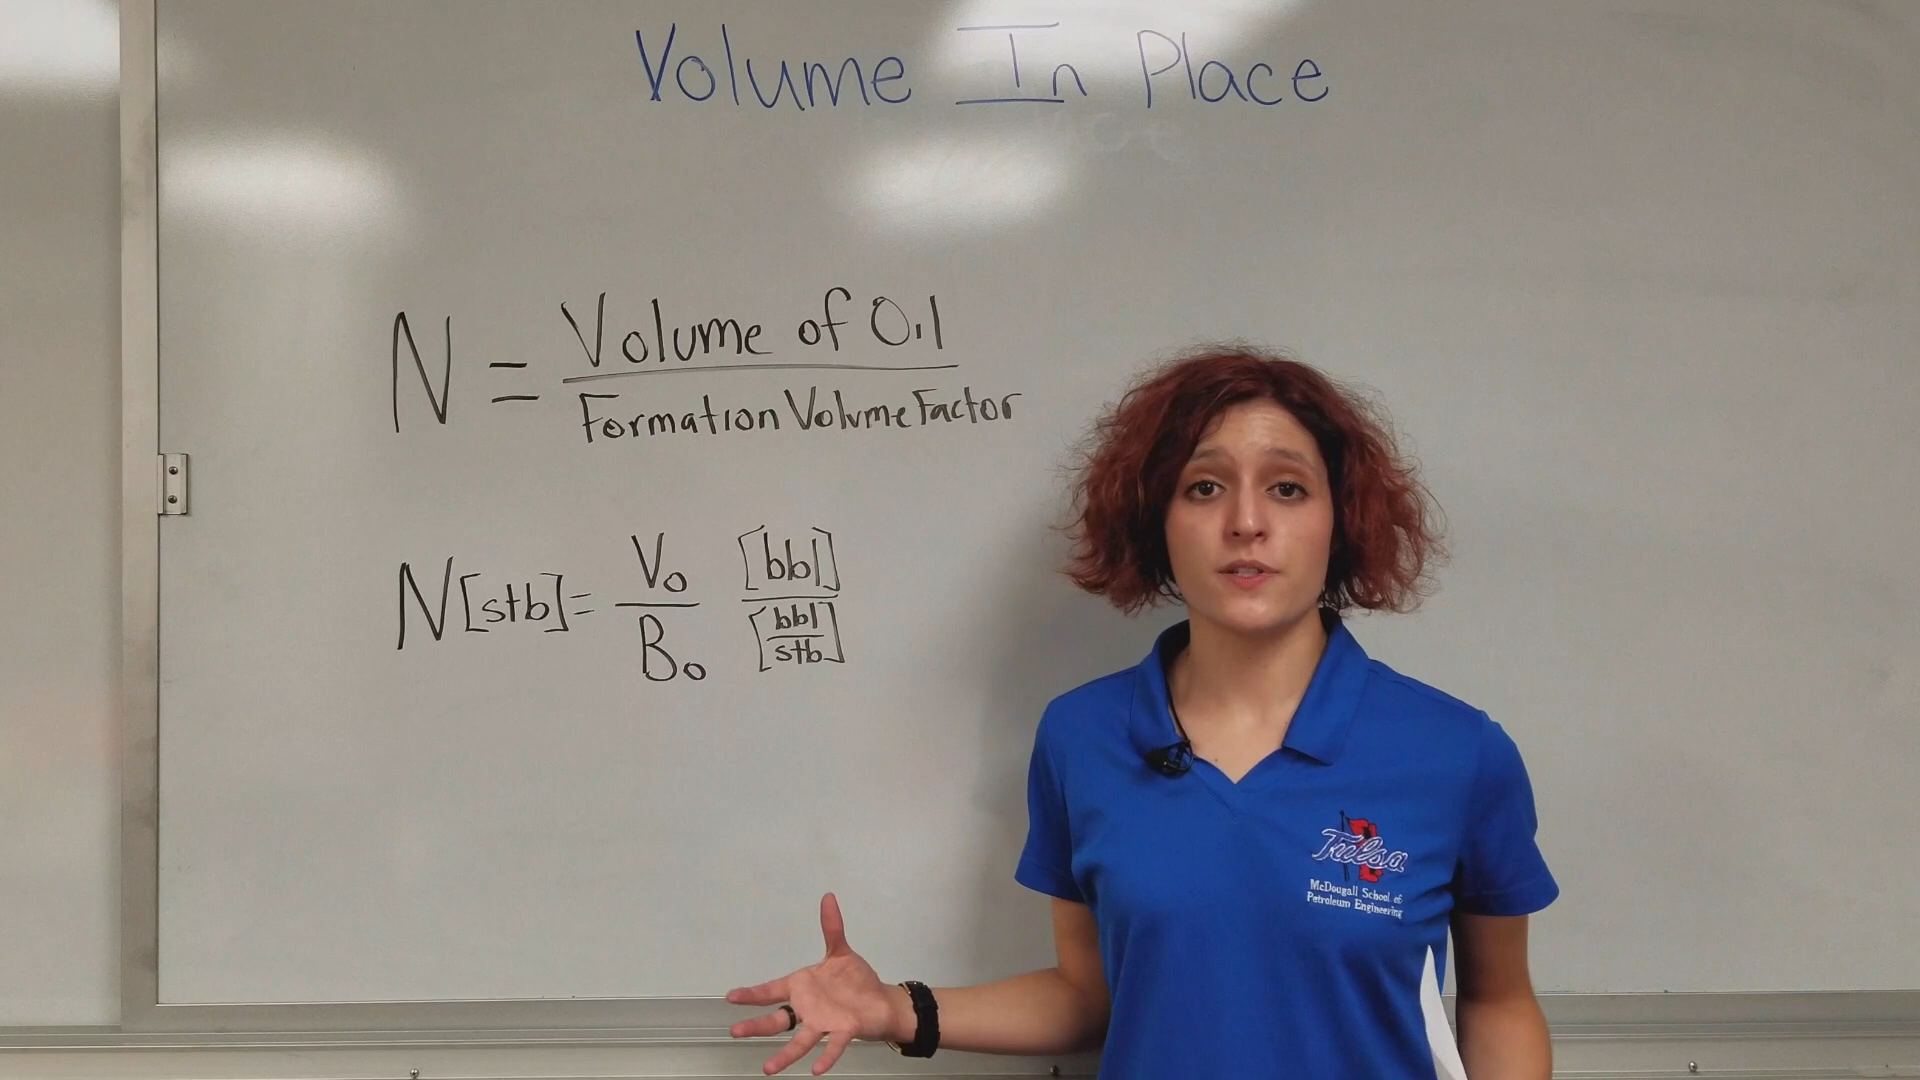 Volume In Place
N = Volume of Oil
Formation Volume Factor
N [stb] = Vo [bbl]
Bo [bbl
stb]
Tulsa
McDougall School of
Petroleum Engineering